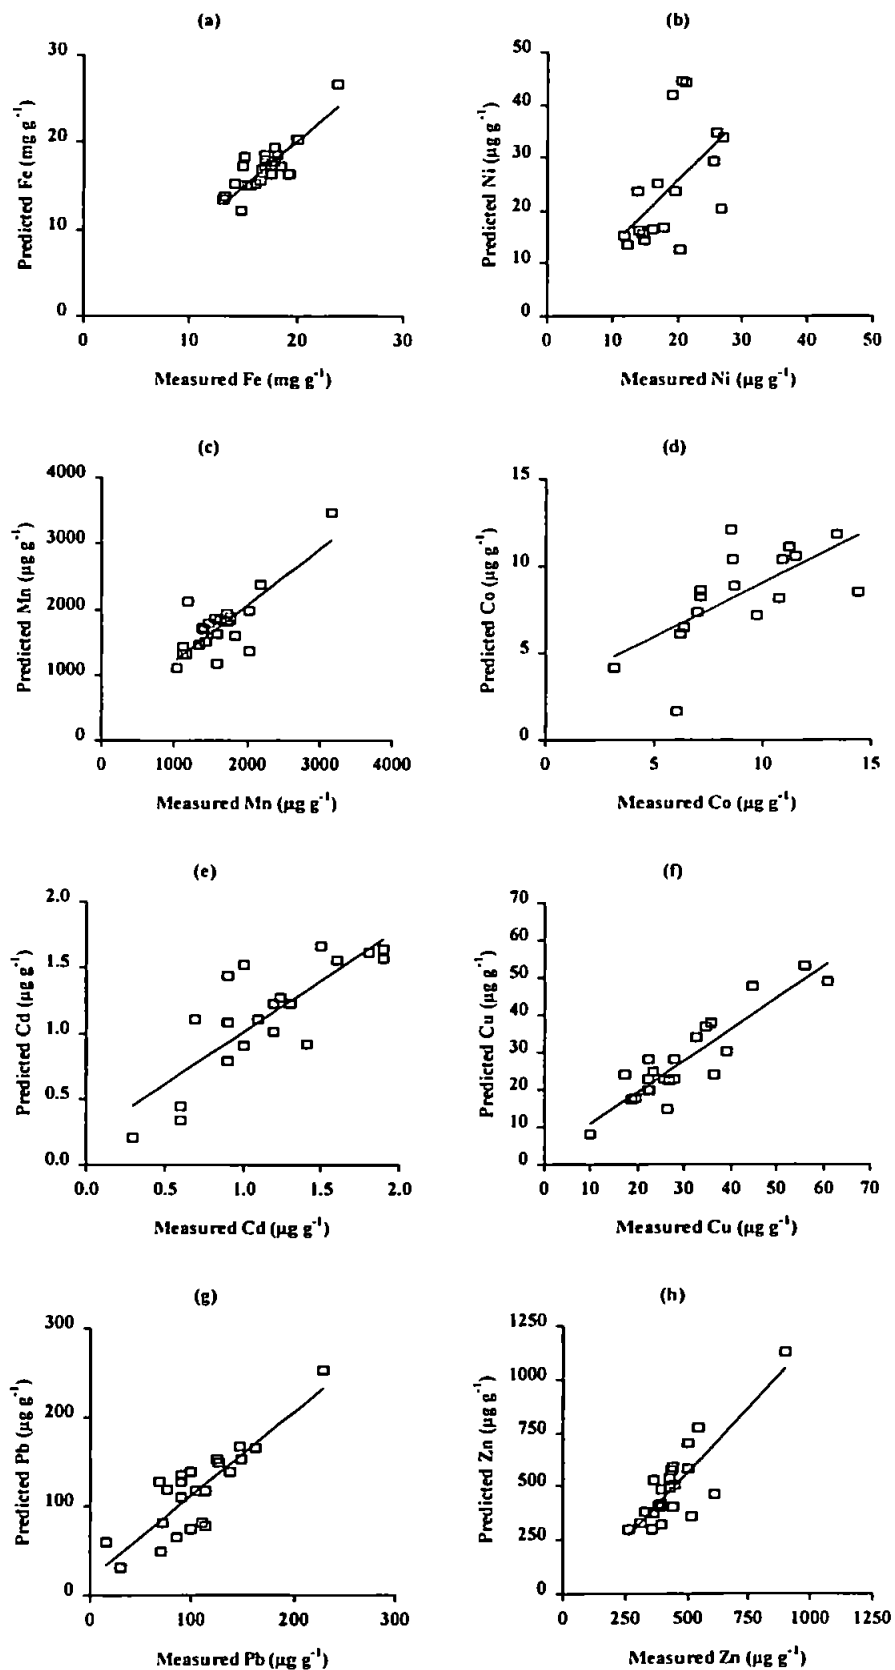 (a)
30
20
10
0
0 10 20 30
Predicted Fe (mg g⁻¹)
Measured Fe (mg g⁻¹)
(b)
50
40
30
20
10
0
0 10 20 30 40 50
Predicted Ni (µg g⁻¹)
Measured Ni (µg g⁻¹)
(c)
4000
3000
2000
1000
0
0 1000 2000 3000 4000
Predicted Mn (µg g⁻¹)
Measured Mn (µg g⁻¹)
(d)
15
10
5
0
0 5 10 15
Predicted Co (µg g⁻¹)
Measured Co (µg g⁻¹)
(e)
2.0
1.5
1.0
0.5
0.0
0.0 0.5 1.0 1.5 2.0
Predicted Cd (µg g⁻¹)
Measured Cd (µg g⁻¹)
(f)
70
60
50
40
30
20
10
0
0 10 20 30 40 50 60 70
Predicted Cu (µg g⁻¹)
Measured Cu (µg g⁻¹)
(g)
300
200
100
0
0 100 200 300
Predicted Pb (µg g⁻¹)
Measured Pb (µg g⁻¹)
(h)
1250
1000
750
500
250
0
0 250 500 750 1000 1250
Predicted Zn (µg g⁻¹)
Measured Zn (µg g⁻¹)